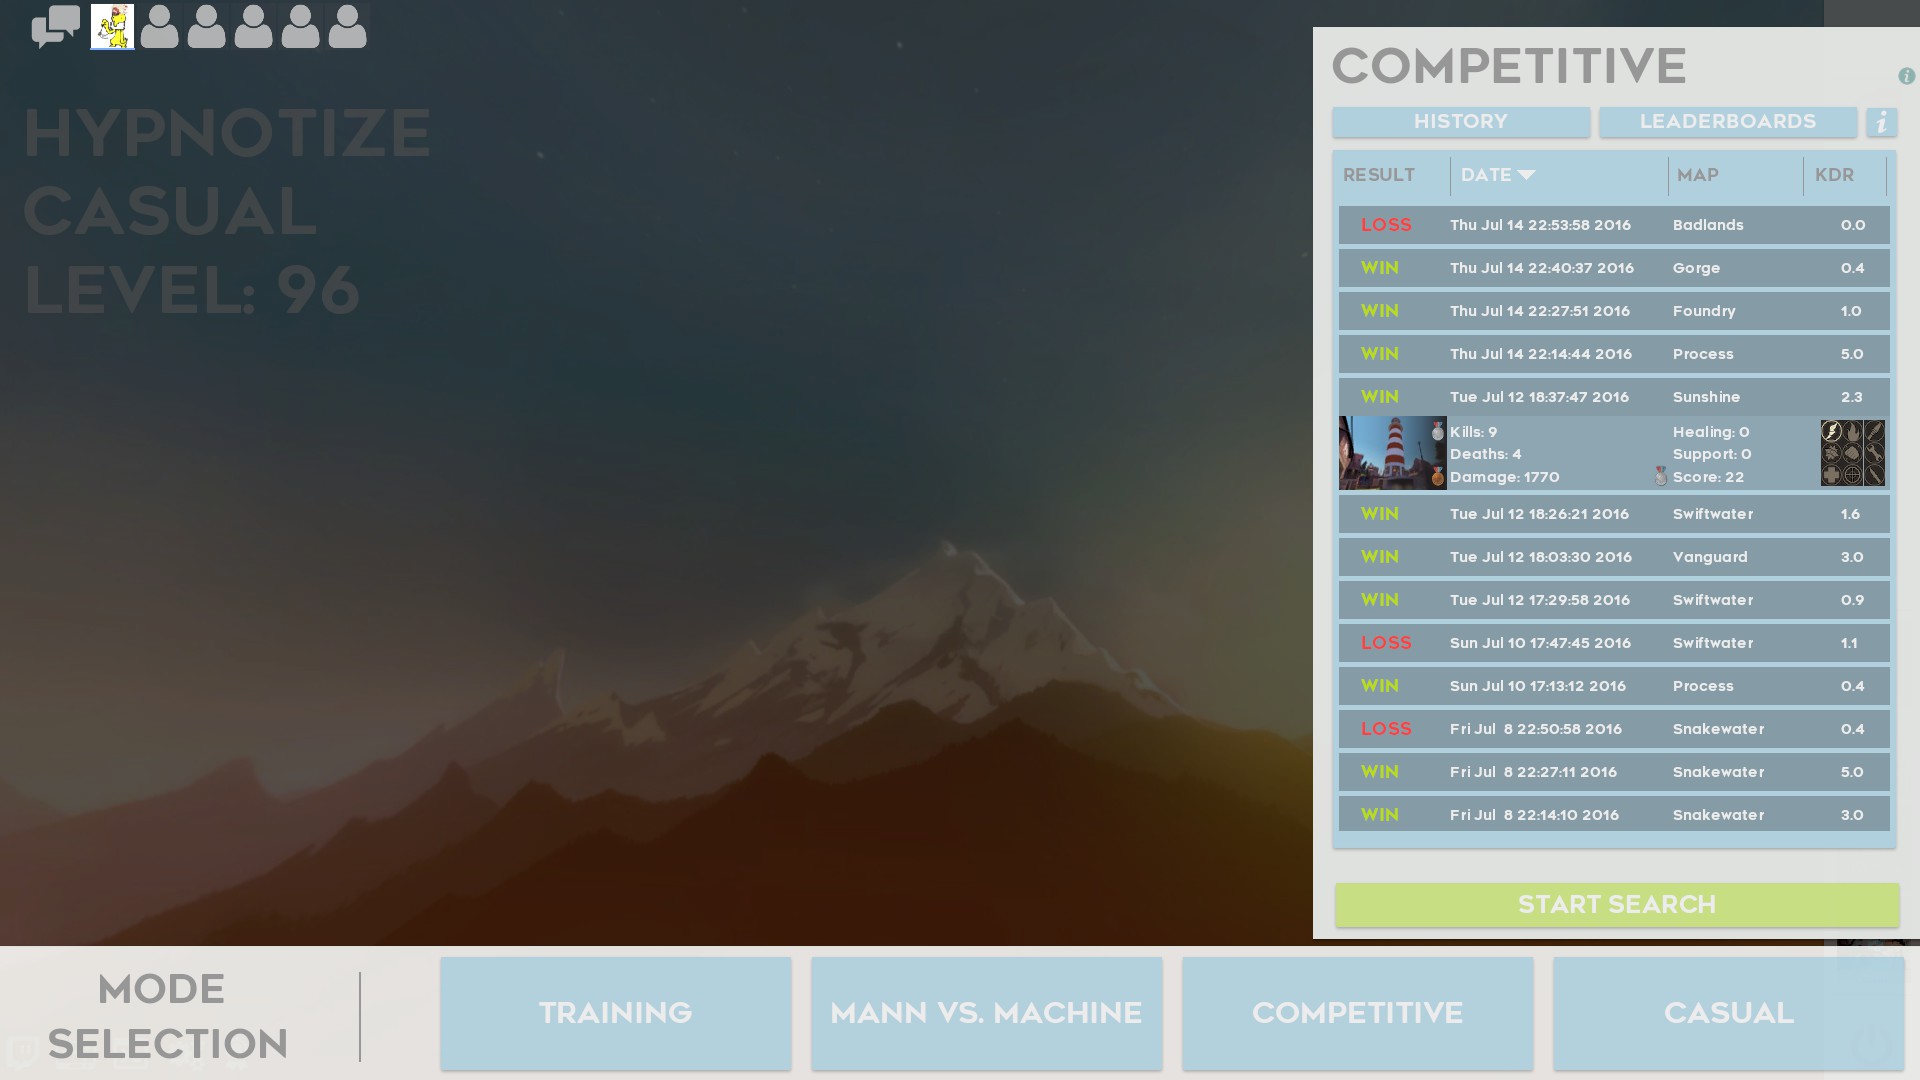 HYPNOTIZE
CASUAL
LEVEL: 96
COMPETITIVE
HISTORY LEADERBOARDS i
RESULT DATE MAP KDR
LOSS Thu Jul 14 22:53:58 2016 Badlands 0.0
WIN Thu Jul 14 22:40:37 2016 Gorge 0.4
WIN Thu Jul 14 22:27:51 2016 Foundry 1.0
WIN Thu Jul 14 22:14:44 2016 Process 5.0
WIN Tue Jul 12 18:37:47 2016 Sunshine 2.3
Kills: 9 Healing: 0
Deaths: 4 Support: 0
Damage: 1770 Score: 22
WIN Tue Jul 12 18:26:21 2016 Swiftwater 1.6
WIN Tue Jul 12 18:03:30 2016 Vanguard 3.0
WIN Tue Jul 12 17:29:58 2016 Swiftwater 0.9
LOSS Sun Jul 10 17:47:45 2016 Swiftwater 1.1
WIN Sun Jul 10 17:13:12 2016 Process 0.4
LOSS Fri Jul 8 22:50:58 2016 Snakewater 0.4
WIN Fri Jul 8 22:27:11 2016 Snakewater 5.0
WIN Fri Jul 8 22:14:10 2016 Snakewater 3.0
START SEARCH
MODE
SELECTION
TRAINING MANN VS. MACHINE COMPETITIVE CASUAL